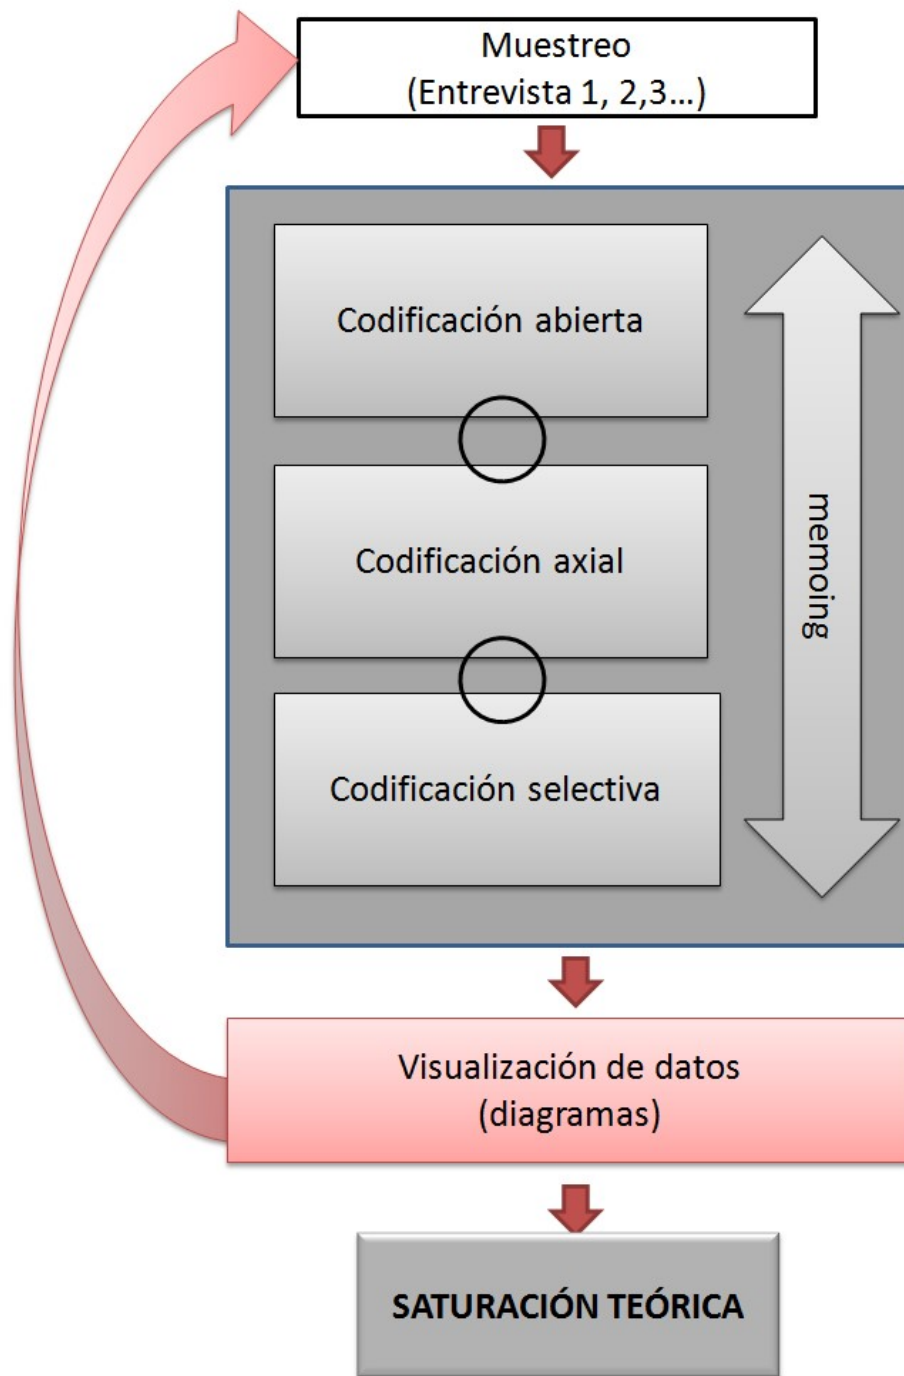 Muestreo
(Entrevista 1, 2,3...)
Codificación abierta
Codificación axial
Codificación selectiva
memoing
Visualización de datos
(diagramas)
SATURACIÓN TEÓRICA